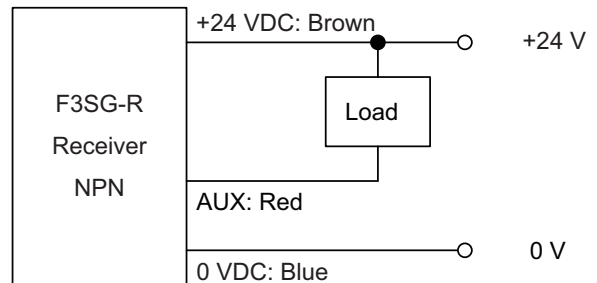 +24 VDC: Brown
+24 V
F3SG-R
Receiver
NPN
Load
AUX: Red
0 V
0 VDC: Blue